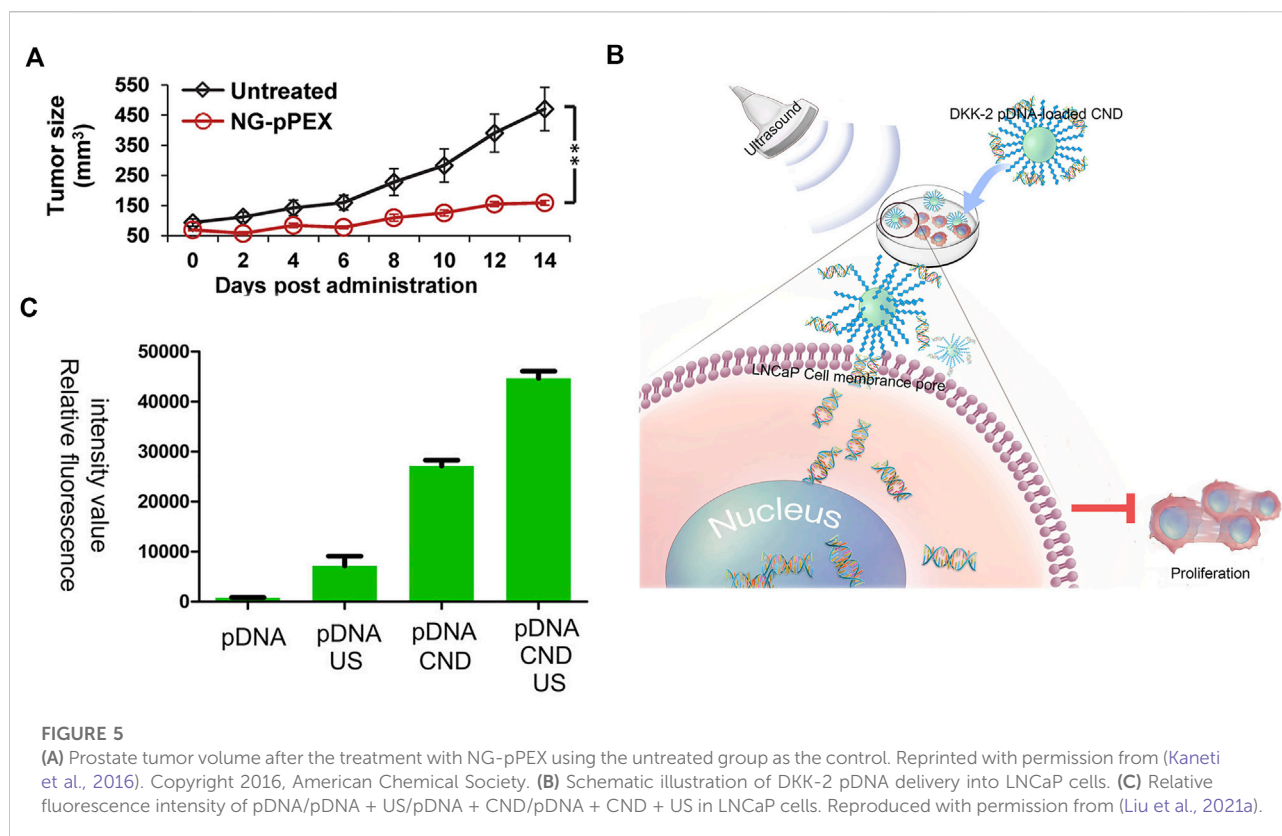 A
Tumor size
(mm³)
550
450
350
250
150
50
Untreated
NG-pPEX
**
0 2 4 6 8 10 12 14
Days post administration
B
Ultrasound
DKK-2 pDNA-loaded CND
LNCaP Cell membrance pore
Nucleus
Proliferation
C
Relative fluorescence
intensity value
50000
40000
30000
20000
10000
0
pDNA
pDNA
US
pDNA
CND
pDNA
CND
US
FIGURE 5
(A) Prostate tumor volume after the treatment with NG-pPEX using the untreated group as the control. Reprinted with permission from (Kaneti
et al., 2016). Copyright 2016, American Chemical Society. (B) Schematic illustration of DKK-2 pDNA delivery into LNCaP cells. (C) Relative
fluorescence intensity of pDNA/pDNA + US/pDNA + CND/pDNA + CND + US in LNCaP cells. Reproduced with permission from (Liu et al., 2021a).